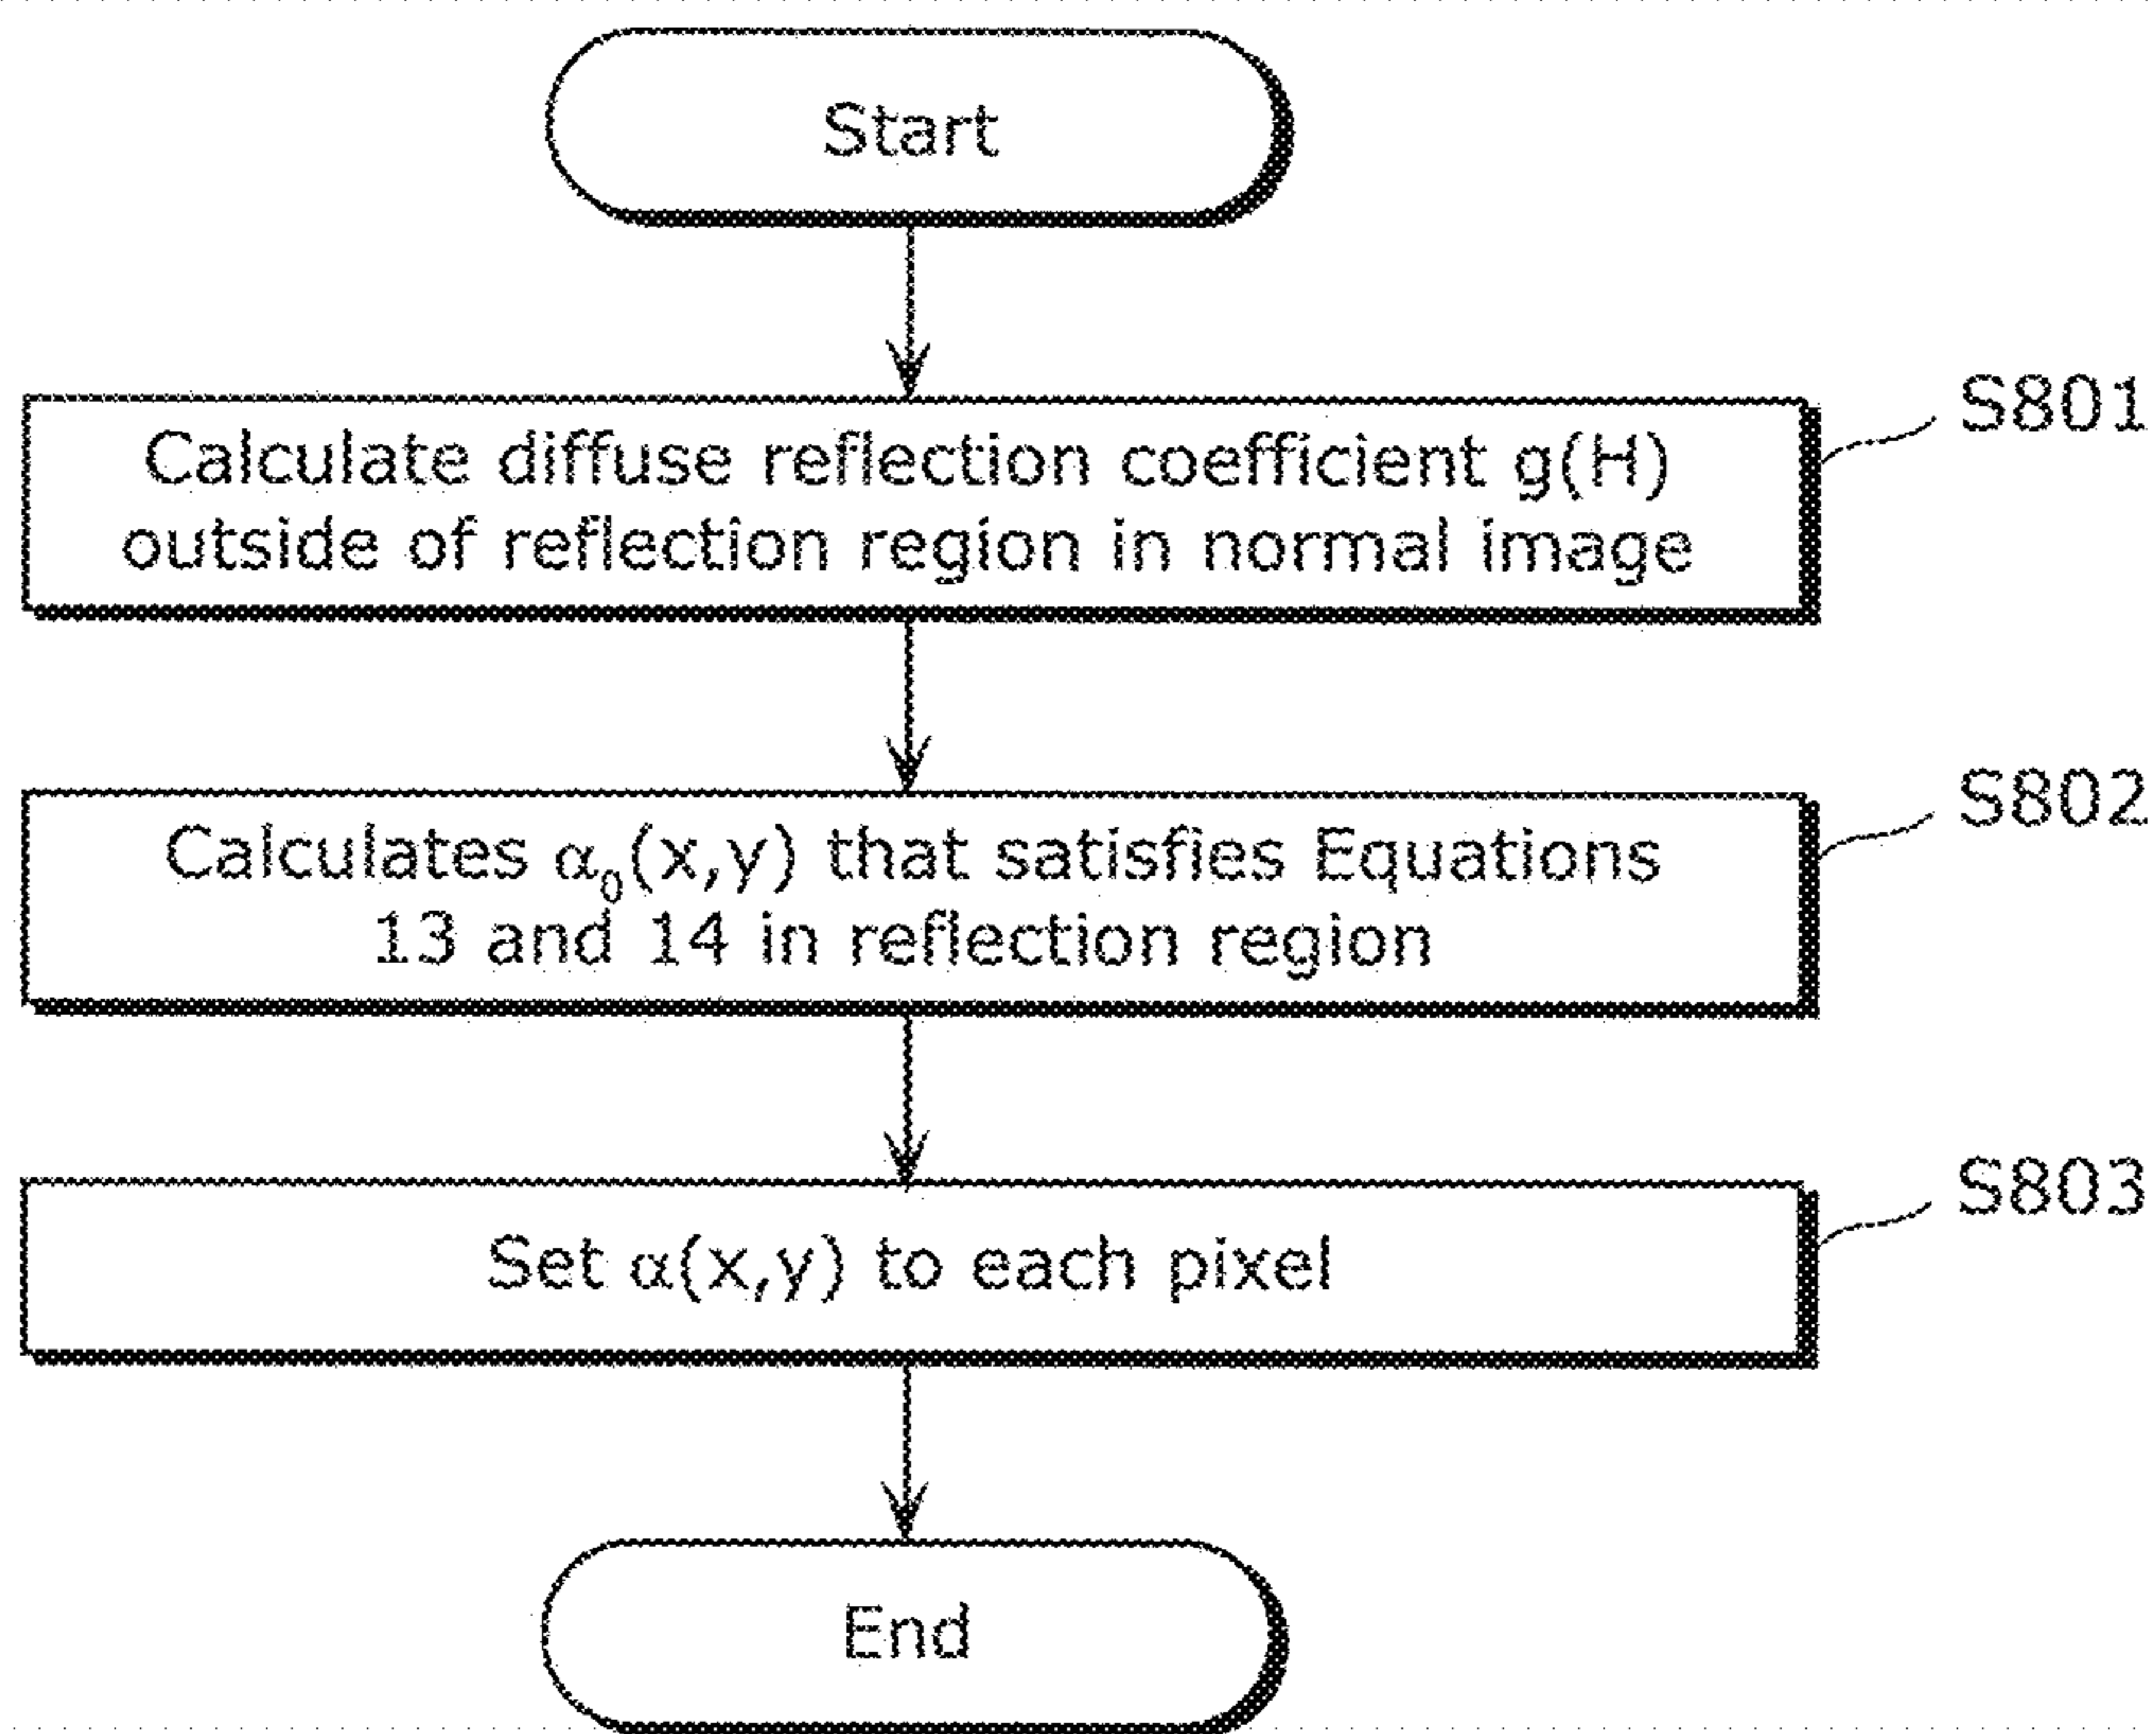 Start
Calculate diffuse reflection coefficient g(H)
outside of reflection region in normal image
S801
Calculates α₀(x,y) that satisfies Equations
13 and 14 in reflection region
S802
Set α(x,y) to each pixel
S803
End